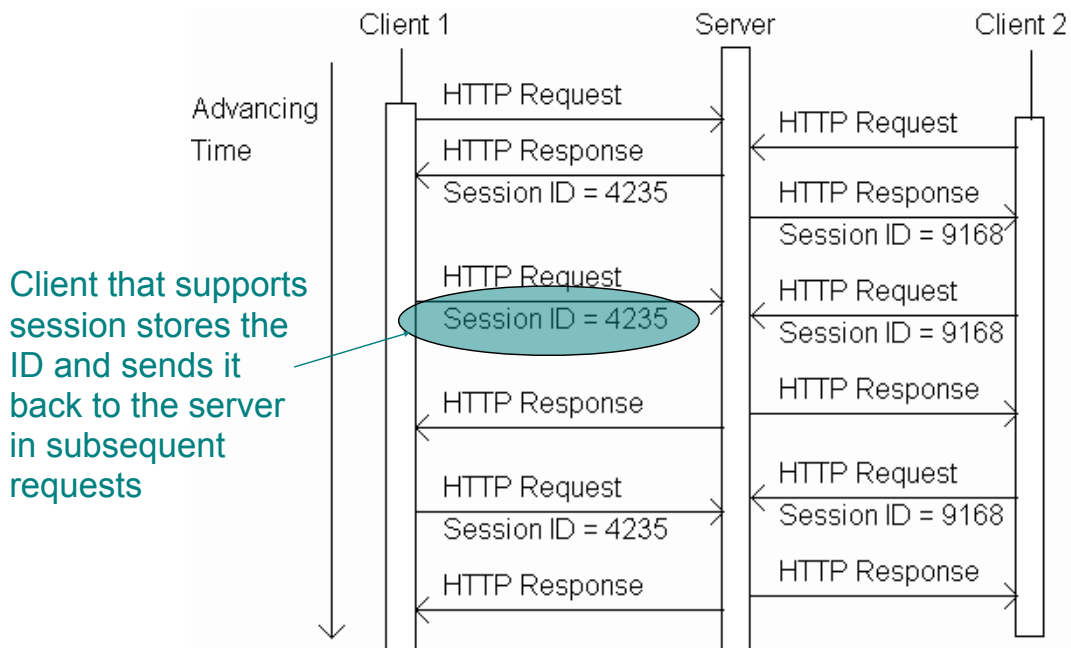 Client 1
Server
Client 2
Advancing
Time
HTTP Request
HTTP Request
HTTP Response
Session ID = 4235
HTTP Response
Session ID = 9168
Client that supports
session stores the
ID and sends it
back to the server
in subsequent
requests
HTTP Request
Session ID = 4235
HTTP Request
Session ID = 9168
HTTP Response
HTTP Response
HTTP Request
Session ID = 4235
HTTP Request
Session ID = 9168
HTTP Response
HTTP Response